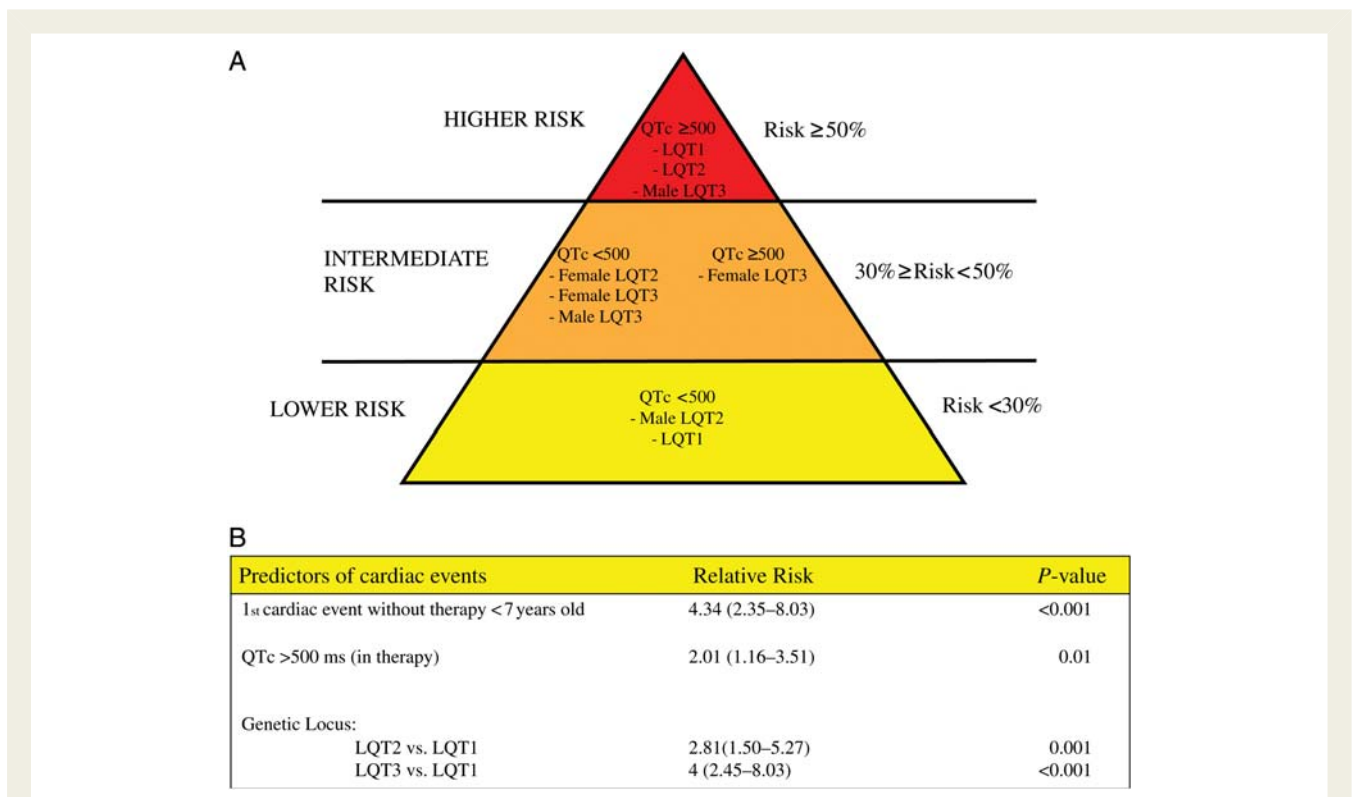 A
HIGHER RISK
QTc ≥500
- LQT1
- LQT2
- Male LQT3
Risk ≥50%
INTERMEDIATE
RISK
QTc <500
- Female LQT2
- Female LQT3
- Male LQT3
QTc ≥500
- Female LQT3
30%≥Risk<50%
LOWER RISK
QTc <500
- Male LQT2
- LQT1
Risk <30%
B
Predictors of cardiac events Relative Risk P-value
1st cardiac event without therapy <7 years old 4.34 (2.35–8.03) <0.001
QTc >500 ms (in therapy) 2.01 (1.16–3.51) 0.01
Genetic Locus:
LQT2 vs. LQT1 2.81(1.50–5.27) 0.001
LQT3 vs. LQT1 4 (2.45–8.03) <0.001